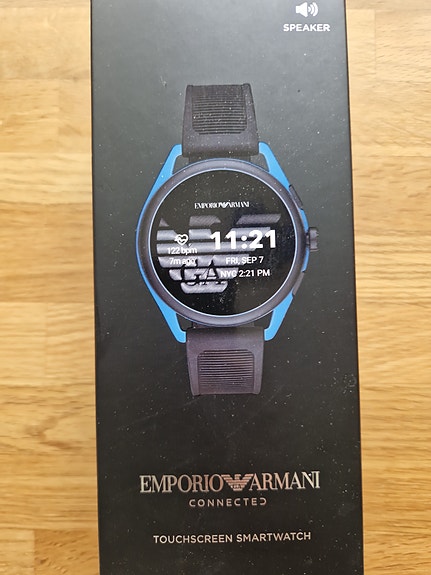 SPEAKER
EMPORIO ARMANI
11:21
122 bpm
FRI, SEP 7
7m ago
GA
NYC 2:21 PM
EMPORIO ARMANI
CONNECTED
TOUCHSCREEN SMARTWATCH